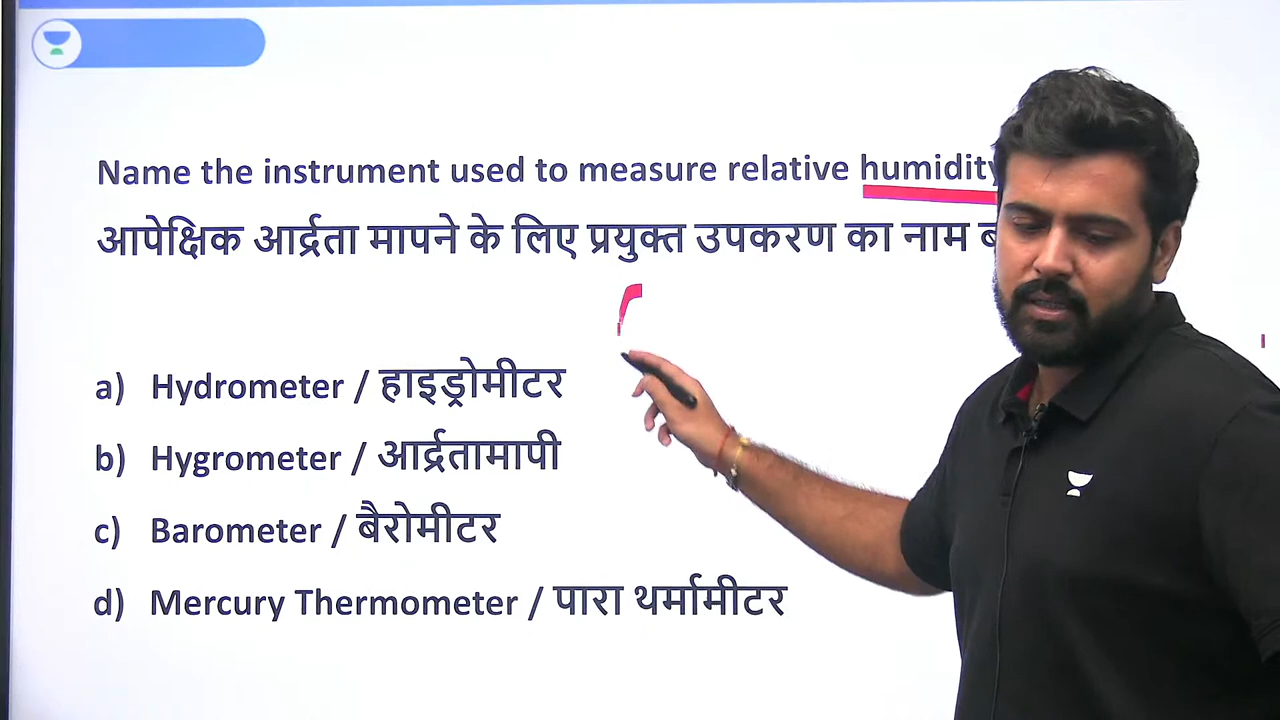 Name the instrument used to measure relative humidity
आपेक्षिक आर्द्रता मापने के लिए प्रयुक्त उपकरण का नाम
a) Hydrometer / हाइड्रोमीटर
b) Hygrometer / आर्द्रतामापी
c) Barometer / बैरोमीटर
d) Mercury Thermometer / पारा थर्मामीटर